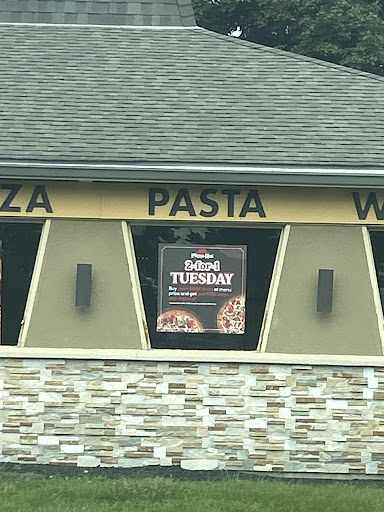 ZA PASTA W
Pizza Hut
2-for-1
TUESDAY
Buy at menu
price and get